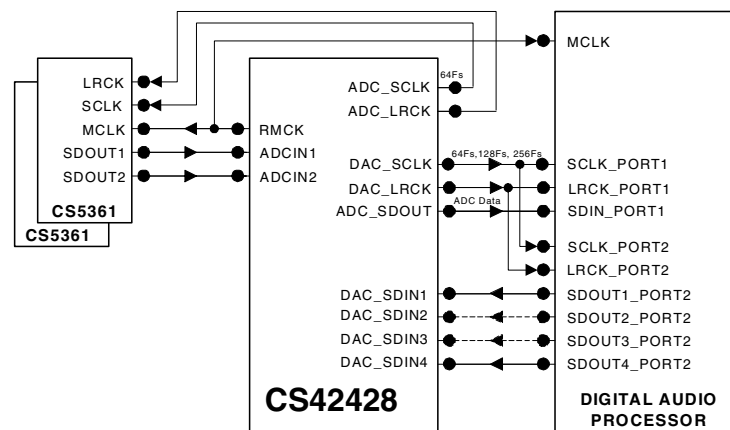 LRCK
SCLK
MCLK
SDOUT1
SDOUT2
CS5361
CS5361
RMCK
ADCIN1
ADCIN2
ADC_SCLK
ADC_LRCK
DAC_SCLK
DAC_LRCK
ADC_SDOUT
DAC_SDIN1
DAC_SDIN2
DAC_SDIN3
DAC_SDIN4
CS42428
64Fs
64Fs,128Fs, 256Fs
ADC Data
MCLK
SCLK_PORT1
LRCK_PORT1
SDIN_PORT1
SCLK_PORT2
LRCK_PORT2
SDOUT1_PORT2
SDOUT2_PORT2
SDOUT3_PORT2
SDOUT4_PORT2
DIGITAL AUDIO
PROCESSOR